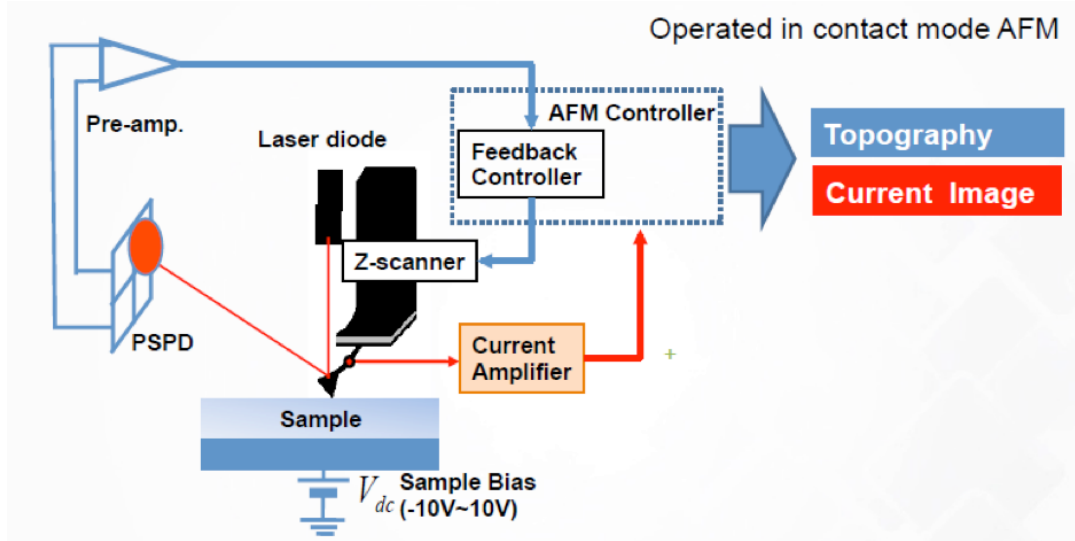 Operated in contact mode AFM
Pre-amp.
AFM Controller
Laser diode
Feedback
Controller
Topography
Current Image
Z-scanner
PSPD
Current
Amplifier
Sample
V dc
Sample Bias
(-10V~10V)